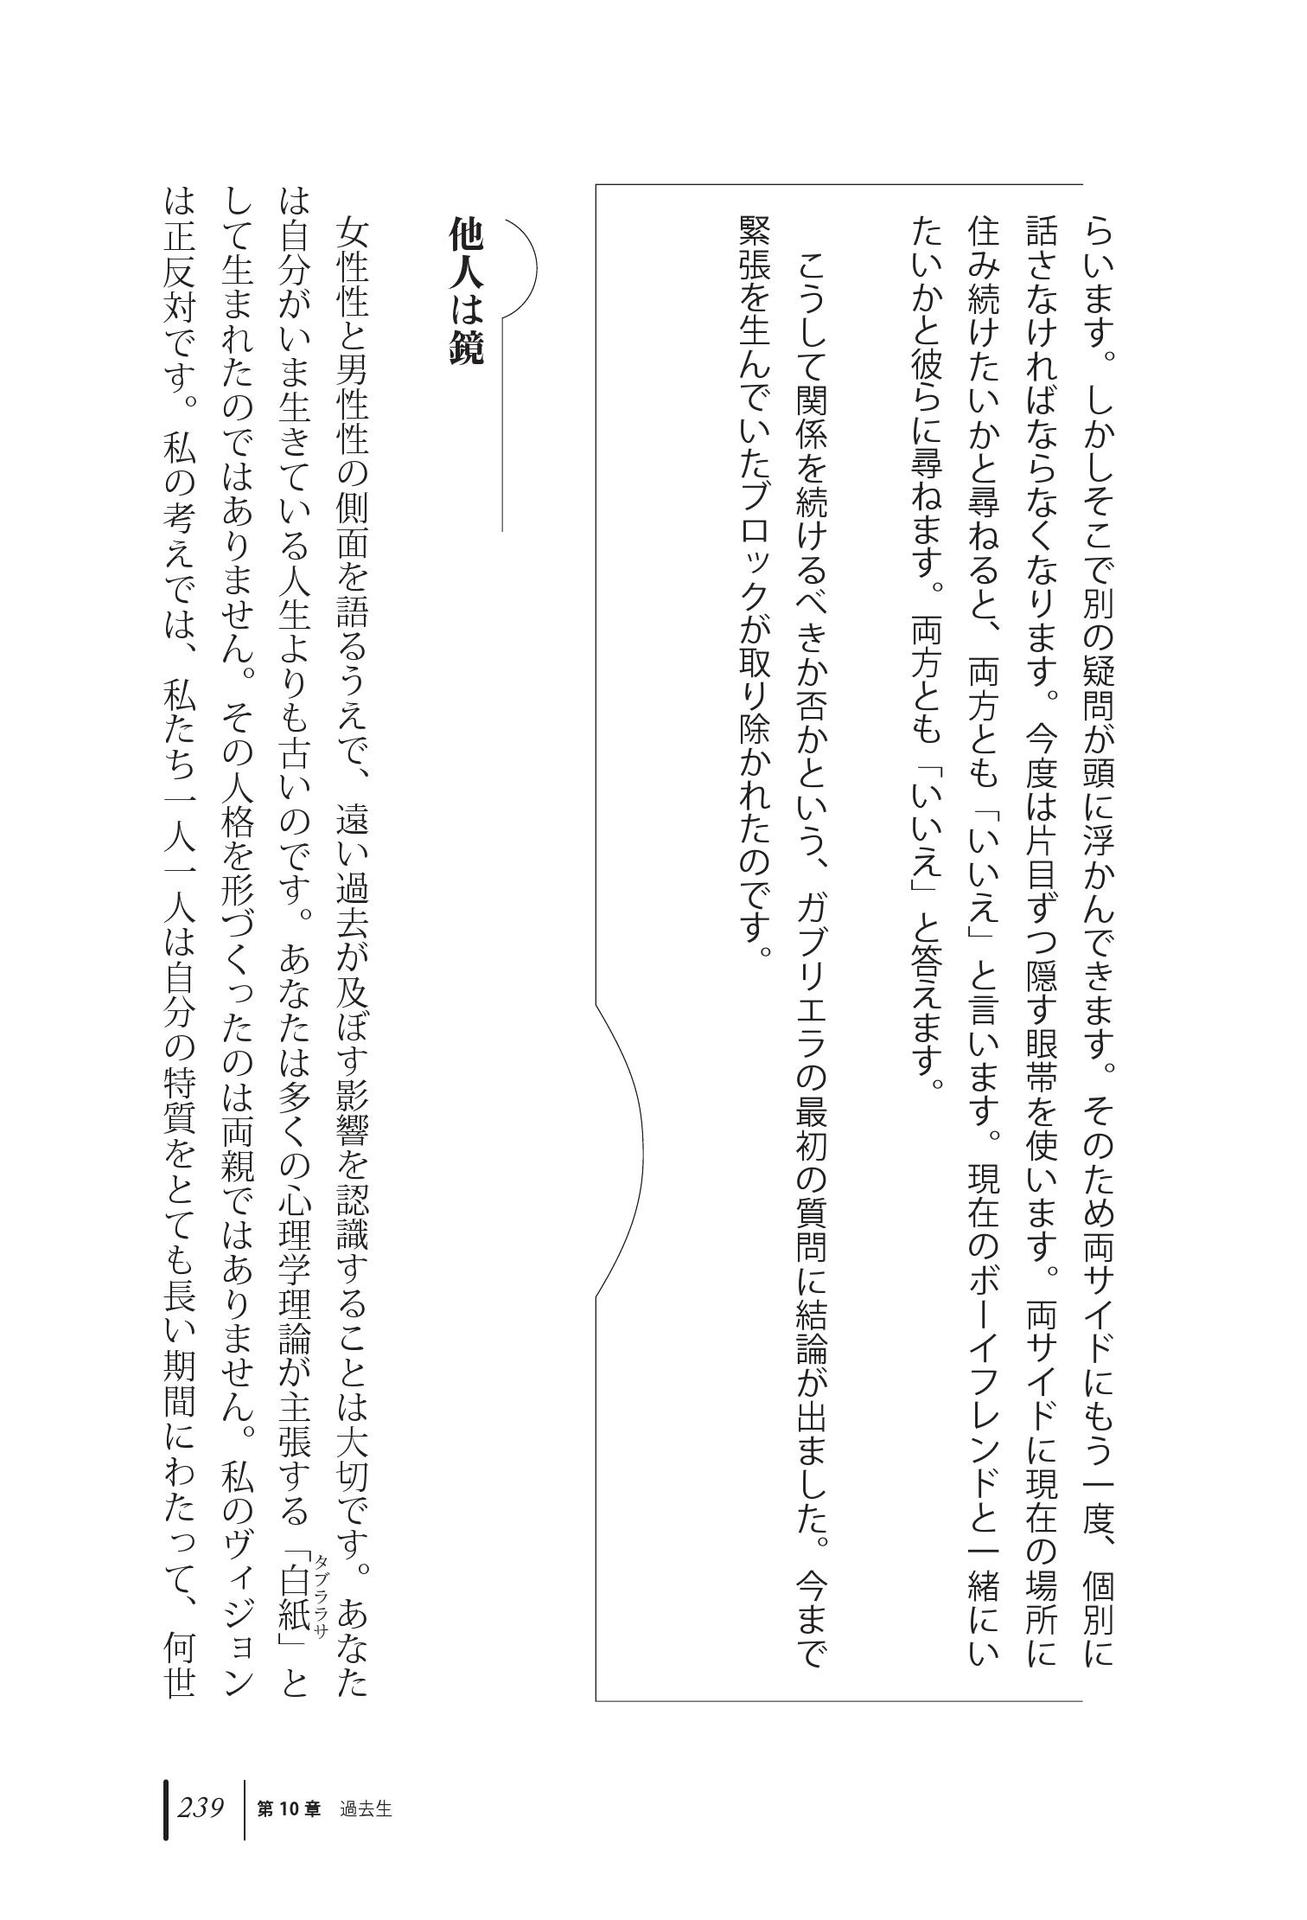 らいます。しかしそこで別の疑問が頭に浮かんできます。そのため両サイドにもう一度、個別に
話さなければならなくなります。今度は片目ずつ隠す眼帯を使います。両サイドに現在の場所に
住み続けたいかと尋ねると、両方とも「いいえ」と言います。現在のボーイフレンドと一緒にい
たいかと彼らに尋ねます。両方とも「いいえ」と答えます。
こうして関係を続けるべきか否かという、ガブリエラの最初の質問に結論が出ました。今まで
緊張を生んでいたブロックが取り除かれたのです。
他人は鏡
女性性と男性性の側面を語るうえで、遠い過去が及ぼす影響を認識することは大切です。あなた
は自分がいま生きている人生よりも古いのです。あなたは多くの心理学理論が主張する「白紙」と
タブララサ
して生まれたのではありません。その人格を形づくったのは両親ではありません。私のヴィジョン
は正反対です。私の考えでは、私たち一人一人は自分の特質をとても長い期間にわたって、何世
239 第10章 過去生